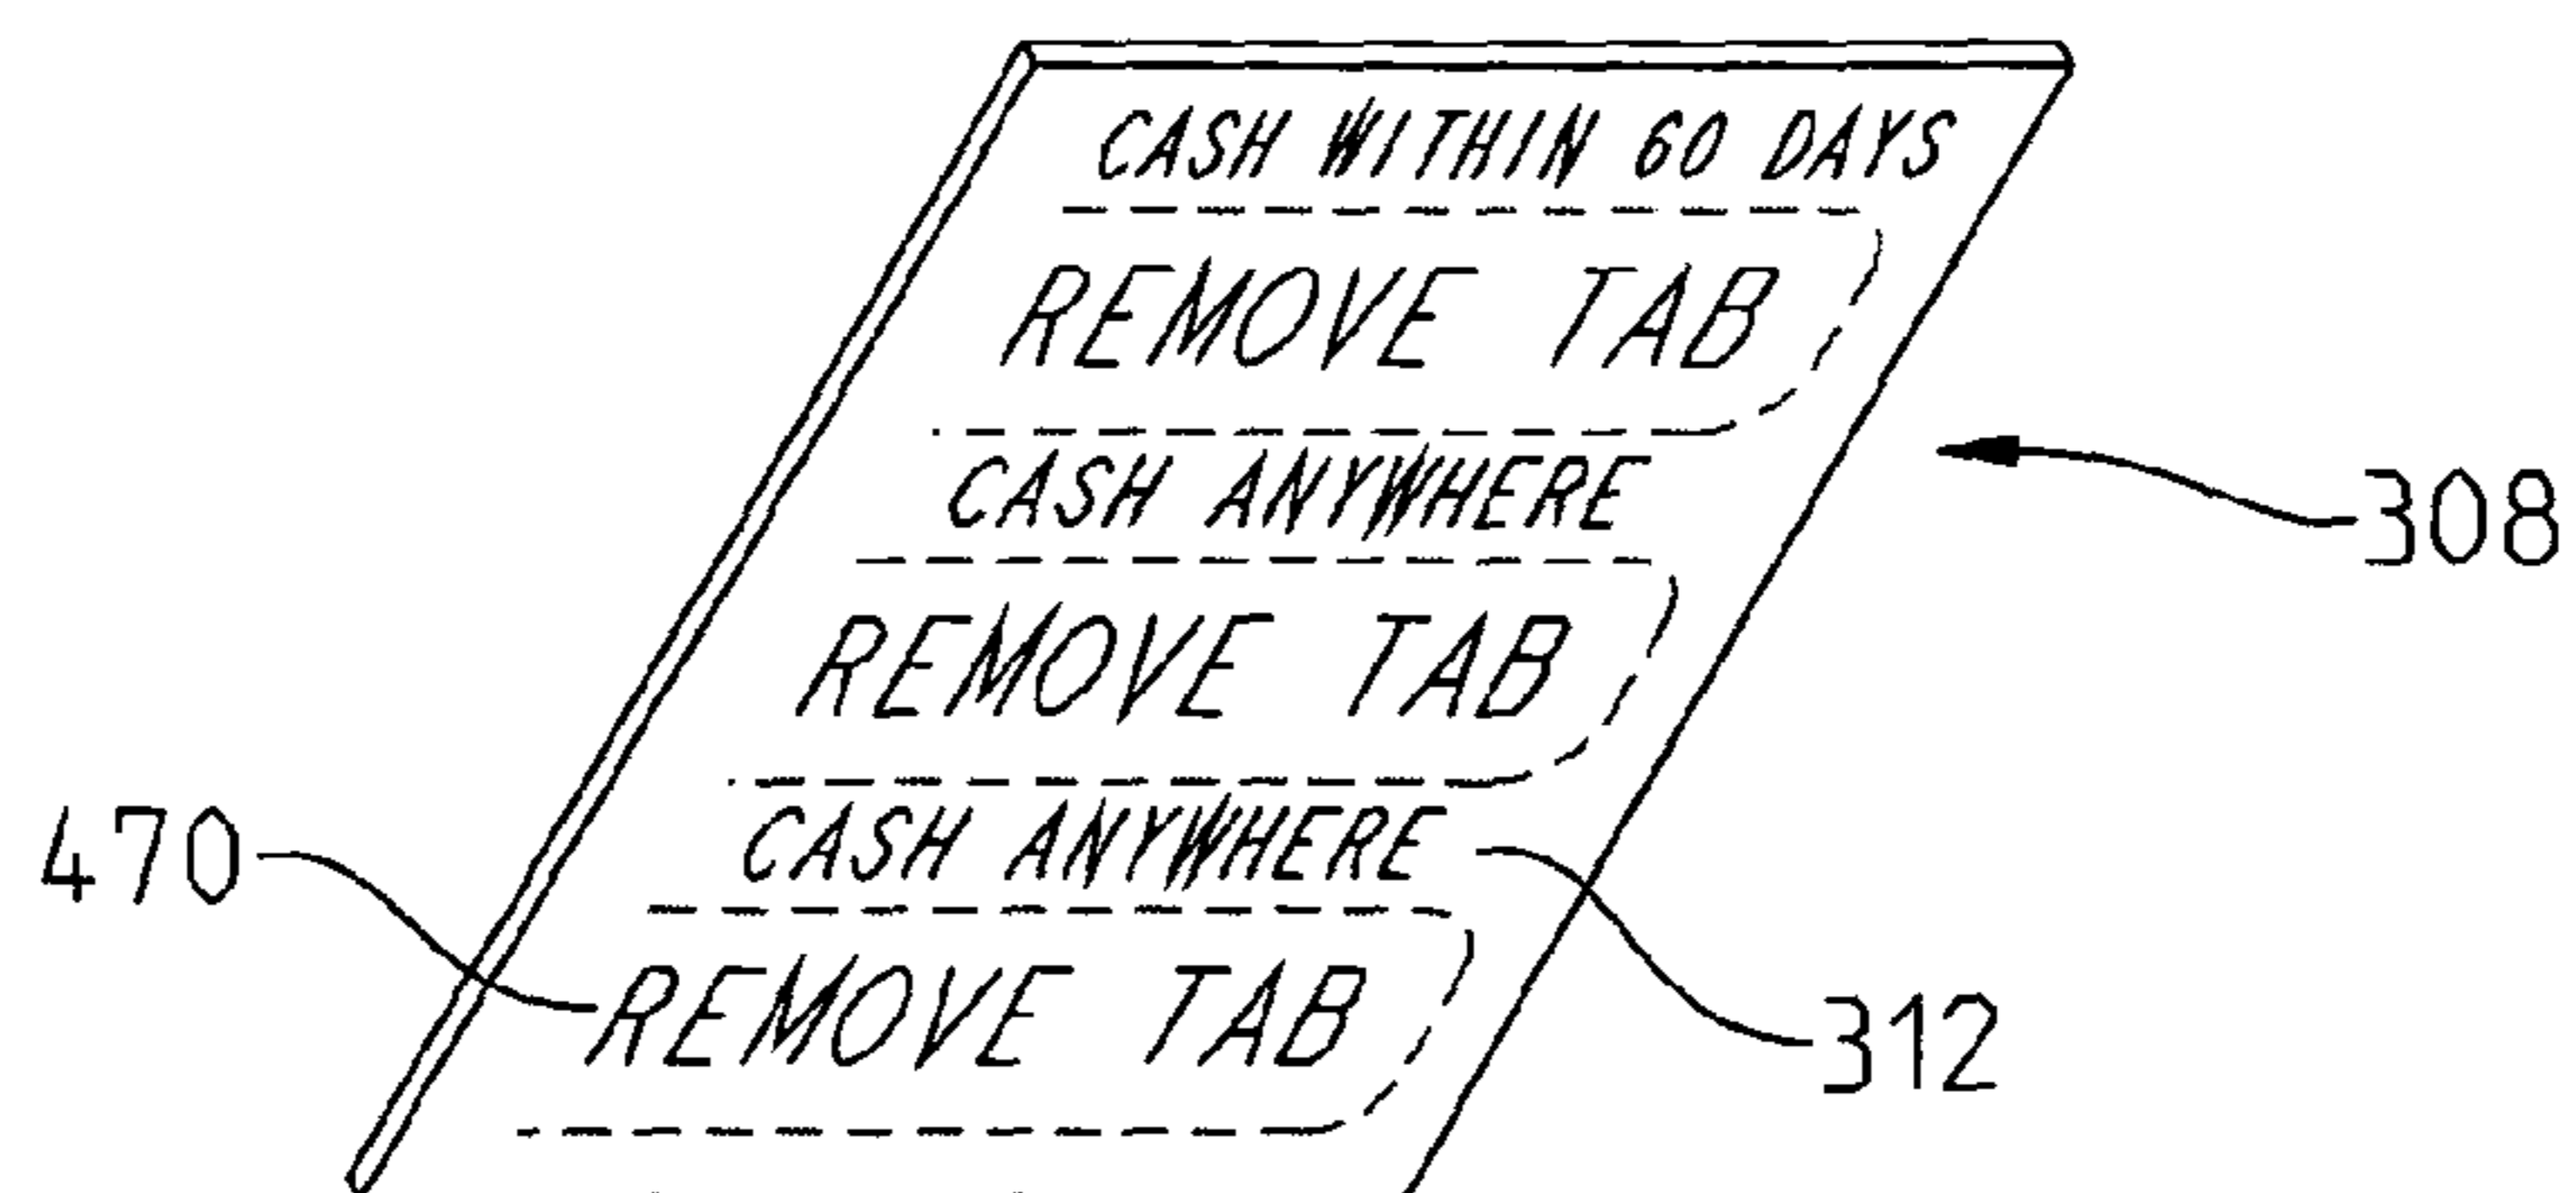 CASH WITHIN 60 DAYS
REMOVE TAB
CASH ANYWHERE
308
REMOVE TAB
CASH ANYWHERE
470
REMOVE TAB
312